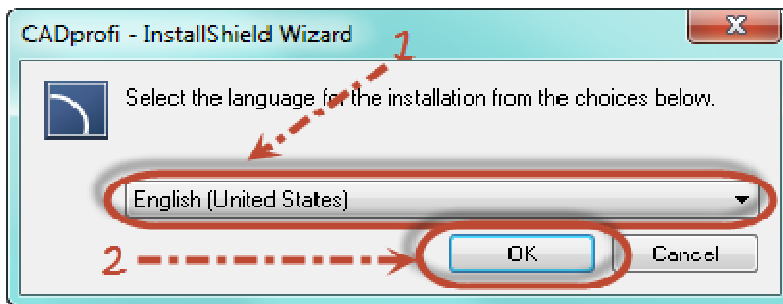 CADprofi - InstallShield Wizard
1
Select the language for the installation from the choices below.
English (United States)
2
OK
Cancel